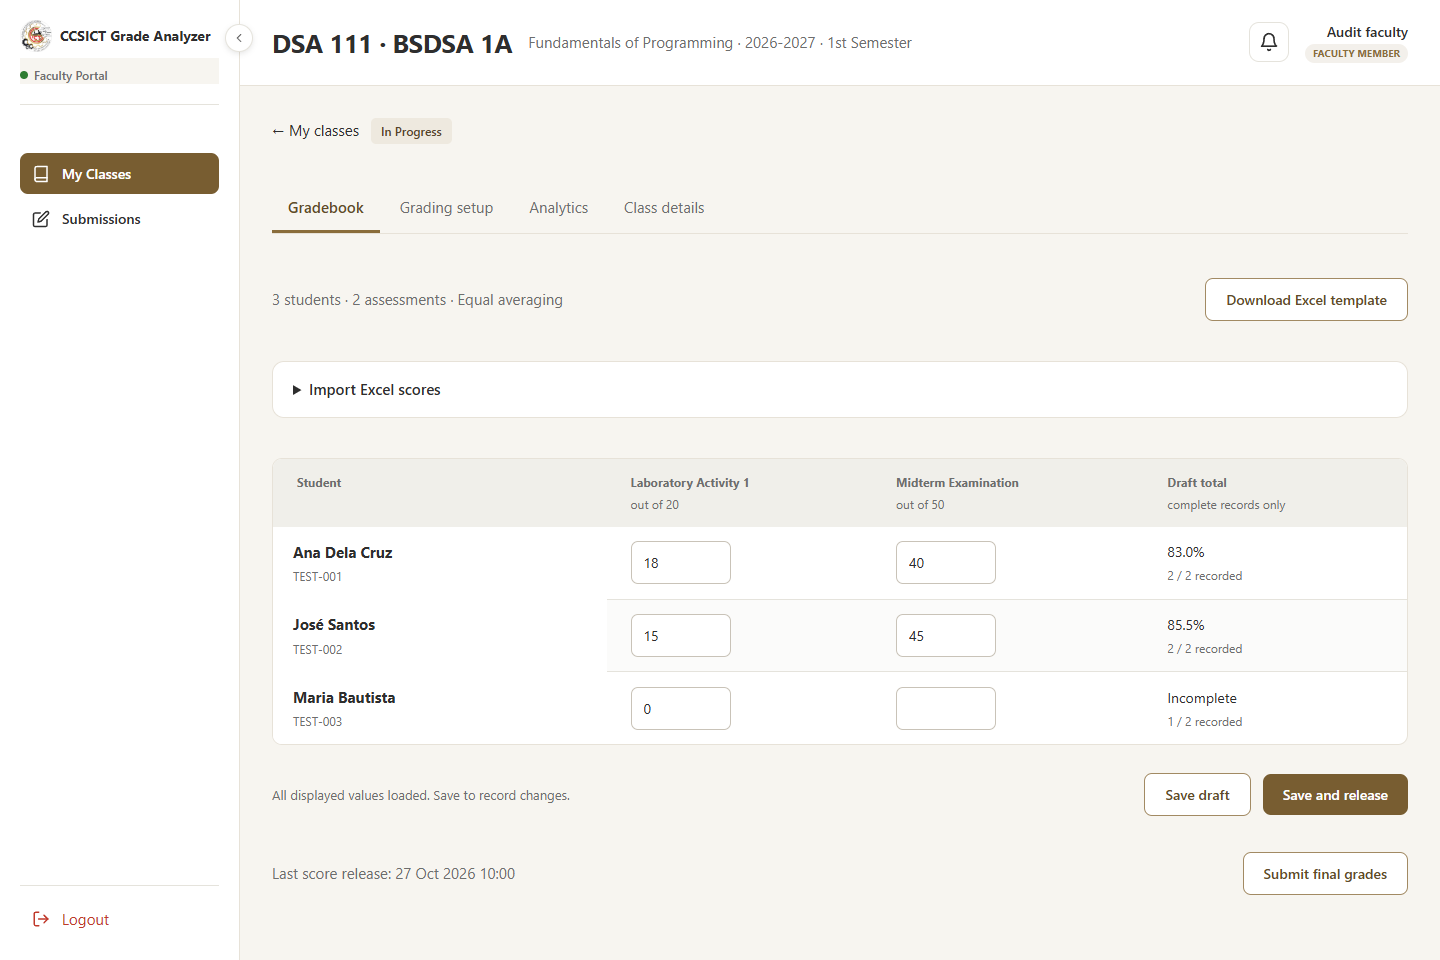 CCSICT Grade Analyzer
Faculty Portal
My Classes
Submissions
Logout
DSA 111 · BSDSA 1A
Fundamentals of Programming · 2026-2027 · 1st Semester
Audit faculty
FACULTY MEMBER
← My classes
In Progress
Gradebook
Grading setup
Analytics
Class details
3 students · 2 assessments · Equal averaging
Download Excel template
▶ Import Excel scores
Student
Laboratory Activity 1
out of 20
Midterm Examination
out of 50
Draft total
complete records only
Ana Dela Cruz
TEST-001
18
40
83.0%
2 / 2 recorded
José Santos
TEST-002
15
45
85.5%
2 / 2 recorded
Maria Bautista
TEST-003
0
Incomplete
1 / 2 recorded
All displayed values loaded. Save to record changes.
Save draft
Save and release
Last score release: 27 Oct 2026 10:00
Submit final grades